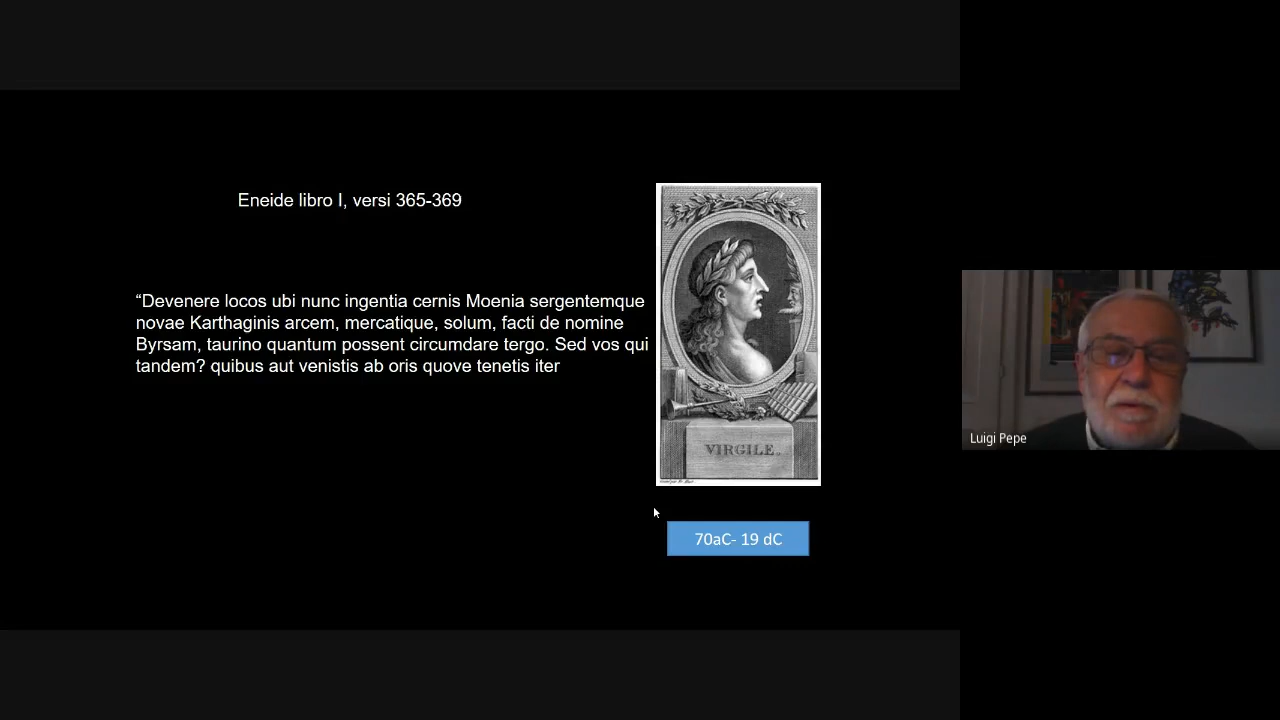 Eneide libro I, versi 365-369
“Devenere locos ubi nunc ingentia cernis Moenia sergentemque
novae Karthaginis arcem, mercatique, solum, facti de nomine
Byrsam, taurino quantum possent circumdare tergo. Sed vos qui
tandem? quibus aut venistis ab oris quove tenetis iter
VIRGILE.
70aC- 19 dC
Luigi Pepe